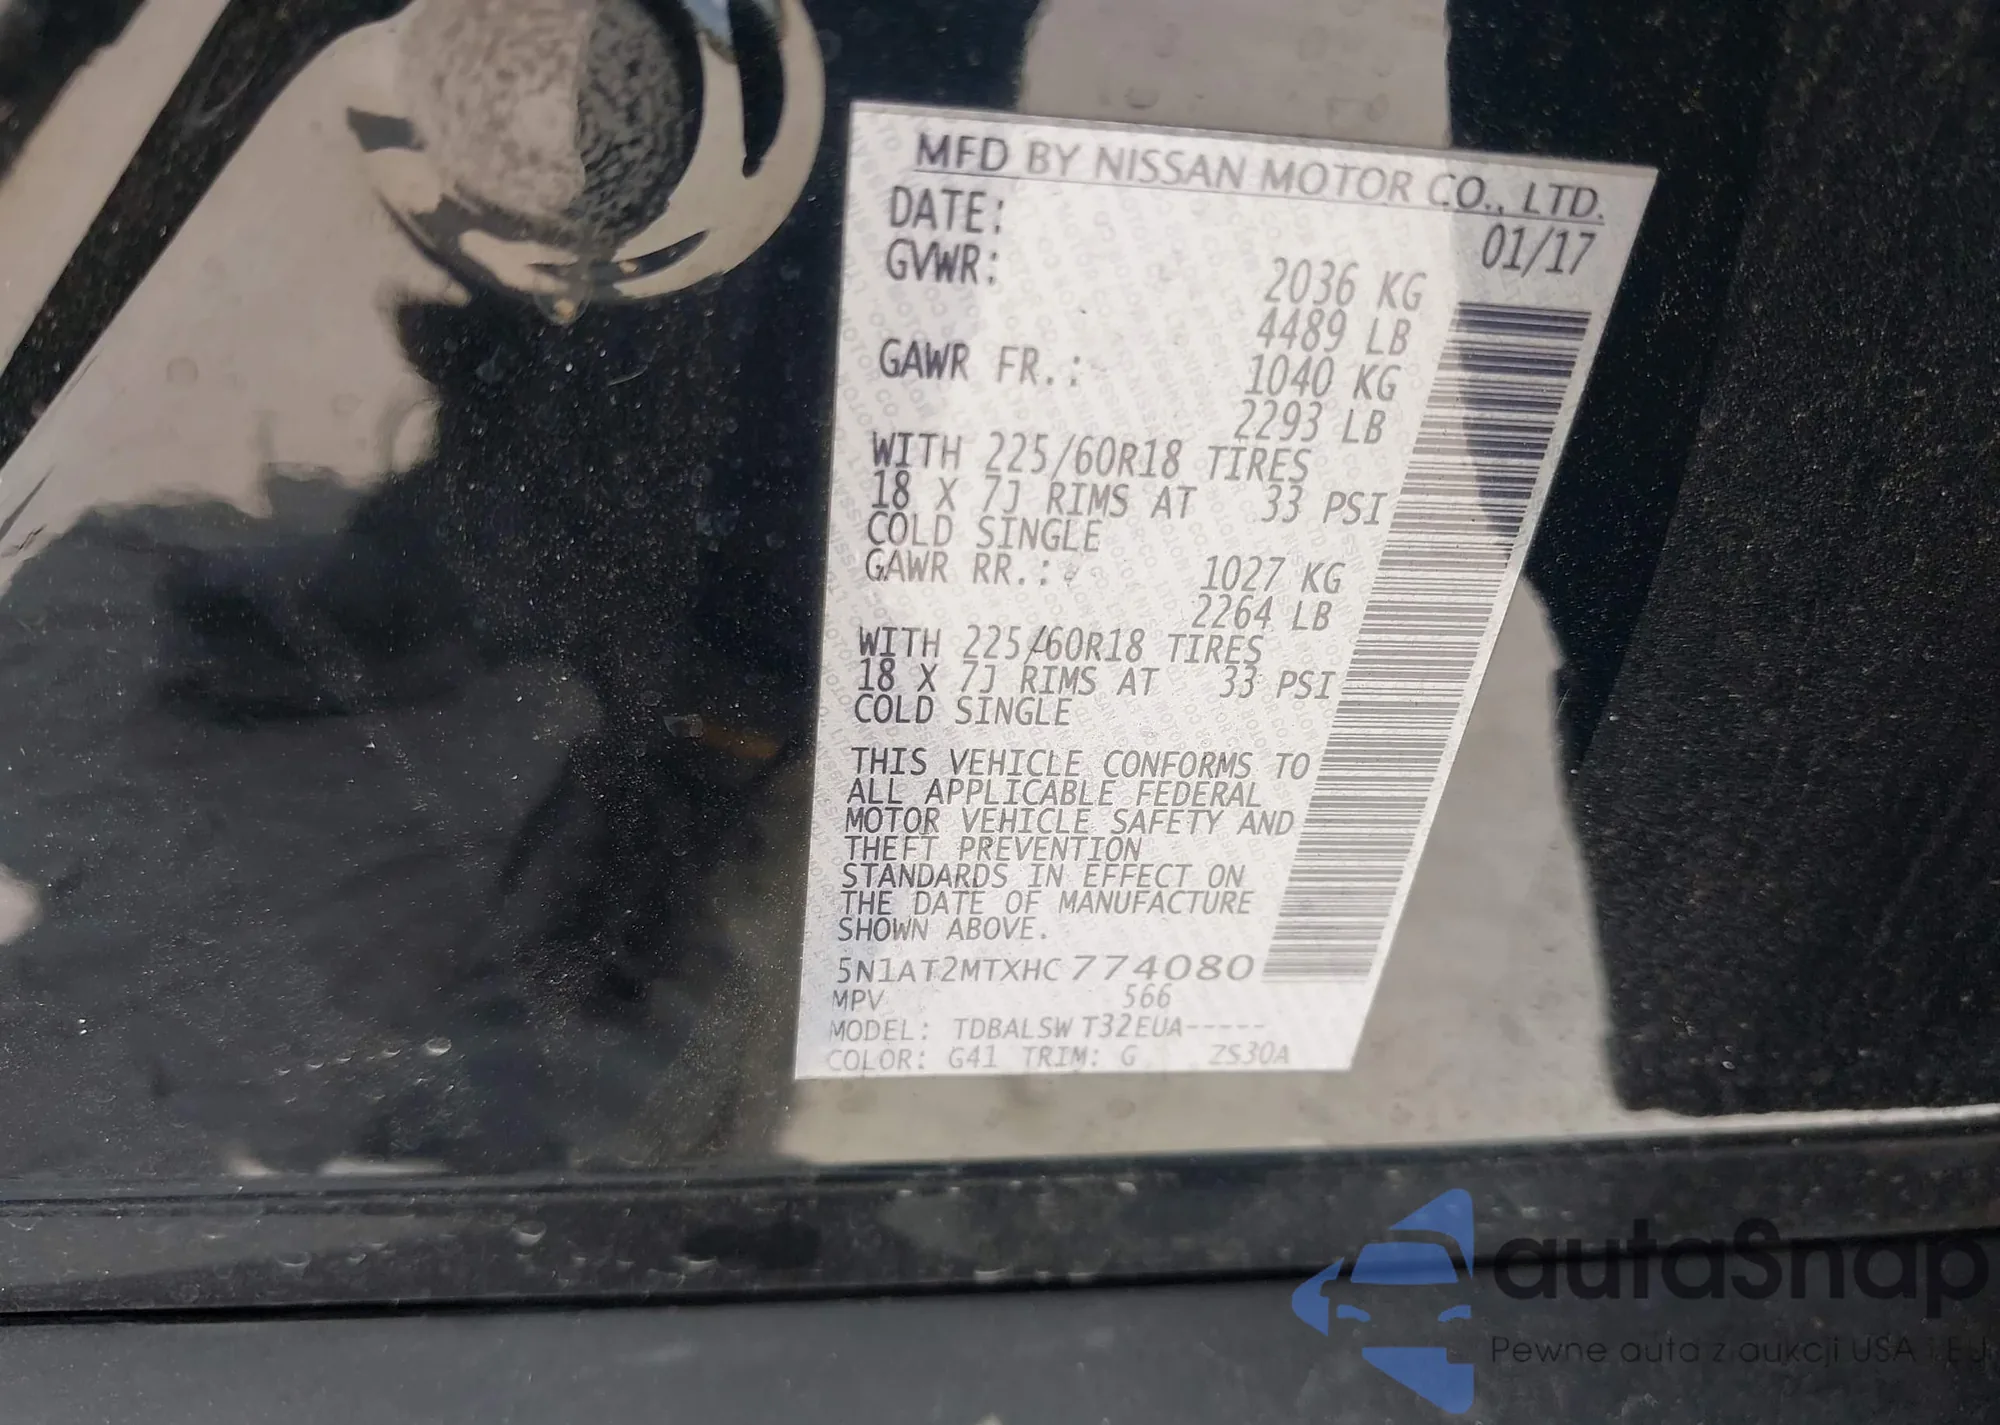 MFD BY NISSAN MOTOR CO., LTD.
DATE: 01/17
GVWR: 2036 KG
4489 LB
GAWR FR.: 1040 KG
2293 LB
WITH 225/60R18 TIRES
18 X 7J RIMS AT 33 PSI
COLD SINGLE
GAWR RR.: 1027 KG
2264 LB
WITH 225/60R18 TIRES
18 X 7J RIMS AT 33 PSI
COLD SINGLE
THIS VEHICLE CONFORMS TO
ALL APPLICABLE FEDERAL
MOTOR VEHICLE SAFETY AND
THEFT PREVENTION
STANDARDS IN EFFECT ON
THE DATE OF MANUFACTURE
SHOWN ABOVE.
5N1AT2MTXHC774080
MPV 566
MODEL: TDBALSW T32EUA-----
COLOR: G41 TRIM: G ZS30A
autaSnap
Pewne auta z aukcji USA i EU